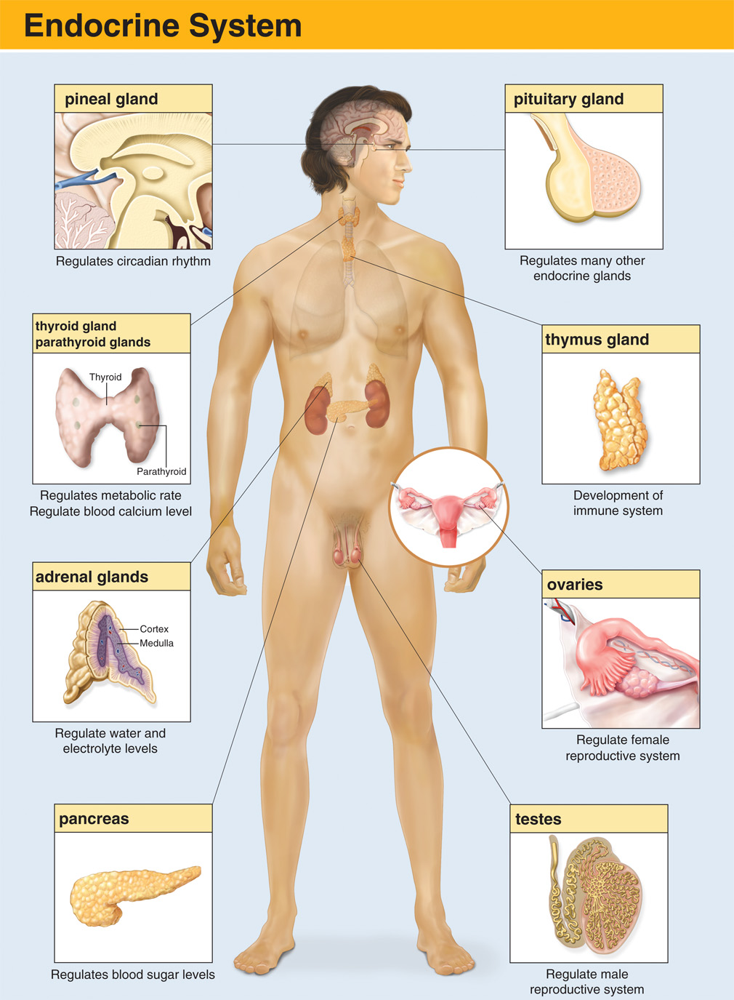 Endocrine System
pineal gland
Regulates circadian rhythm
pituitary gland
Regulates many other
endocrine glands
thyroid gland
parathyroid glands
Thyroid
Parathyroid
Regulates metabolic rate
Regulate blood calcium level
thymus gland
Development of
immune system
adrenal glands
Cortex
Medulla
Regulate water and
electrolyte levels
ovaries
Regulate female
reproductive system
pancreas
Regulates blood sugar levels
testes
Regulate male
reproductive system